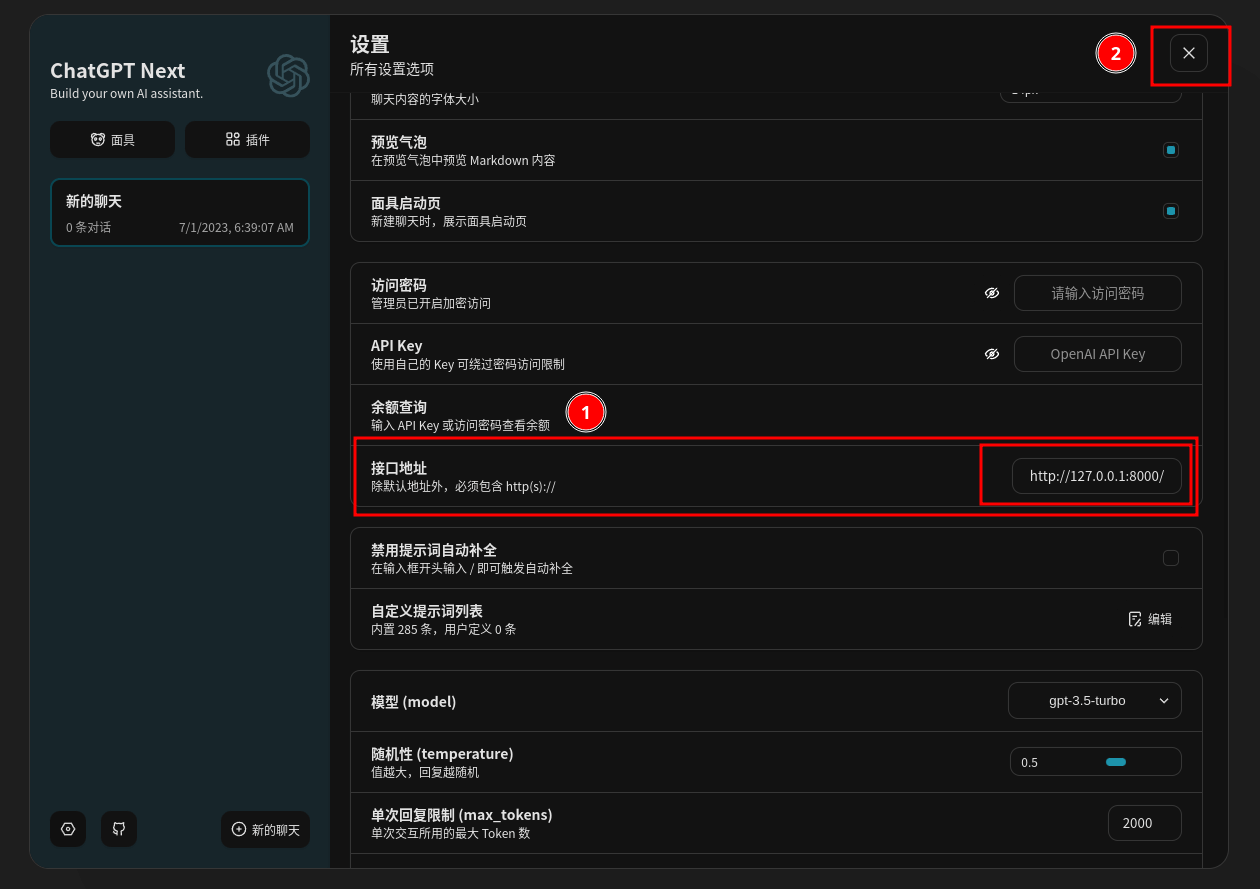 ChatGPT Next
Build your own AI assistant.
面具
插件
新的聊天
0 条对话
7/1/2023, 6:39:07 AM
新的聊天
设置
所有设置选项
2
聊天内容的字体大小
预览气泡
在预览气泡中预览 Markdown 内容
面具启动页
新建聊天时，展示面具启动页
访问密码
管理员已开启加密访问
请输入访问密码
API Key
使用自己的 Key 可绕过密码访问限制
OpenAI API Key
余额查询
输入 API Key 或访问密码查看余额
1
接口地址
除默认地址外，必须包含 http(s)://
http://127.0.0.1:8000/
禁用提示词自动补全
在输入框开头输入 / 即可触发自动补全
自定义提示词列表
内置 285 条，用户定义 0 条
编辑
模型 (model)
gpt-3.5-turbo
随机性 (temperature)
值越大，回复越随机
0.5
单次回复限制 (max_tokens)
单次交互所用的最大 Token 数
2000